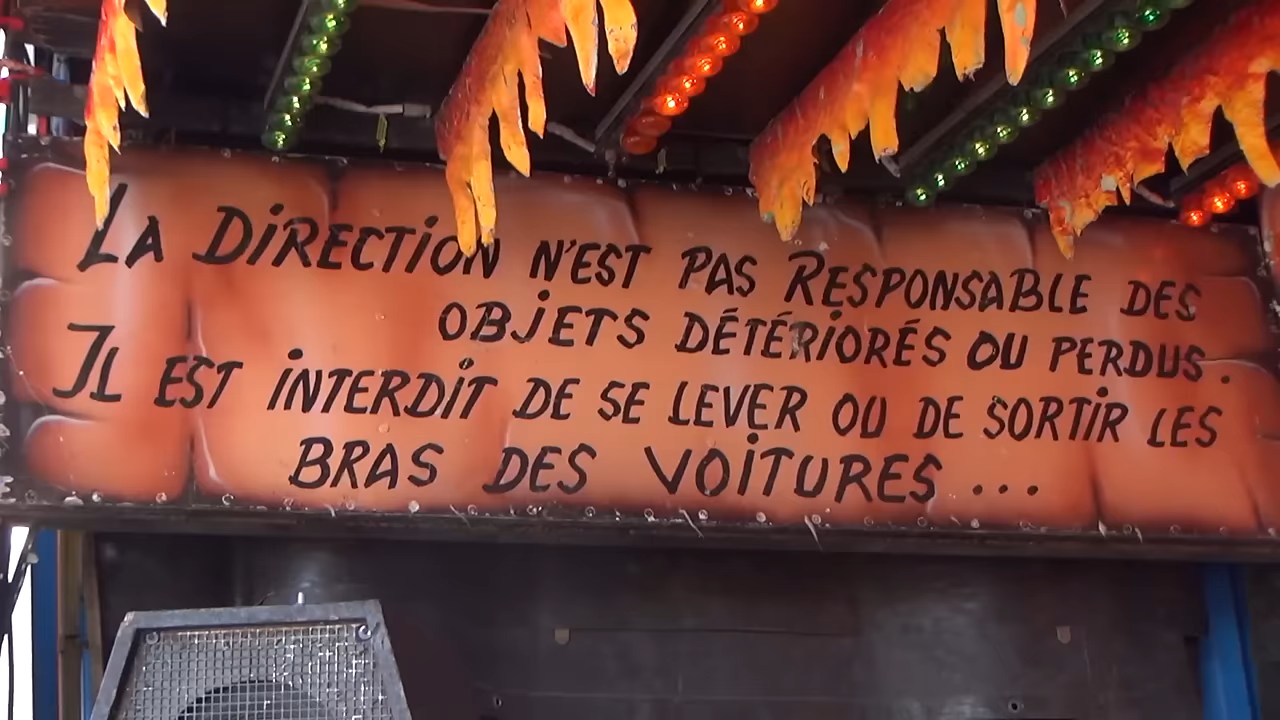 LA DIRECTION N'EST PAS RESPONSABLE DES
OBJETS DÉTÉRIORÉS OU PERDUS.
IL EST INTERDIT DE SE LEVER OU DE SORTIR LES
BRAS DES VOITURES...